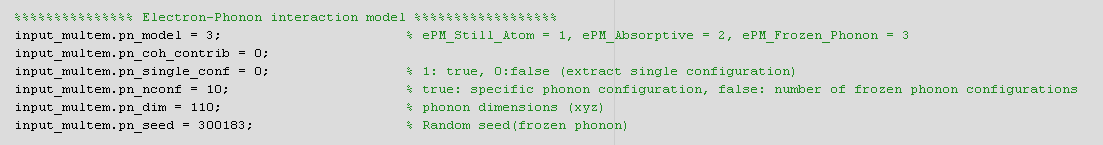 %%%%%%%%%%%%%%% Electron-Phonon interaction model %%%%%%%%%%%%%%%%%%
input_multem.pn_model = 3; % ePM_Still_Atom = 1, ePM_Absorptive = 2, ePM_Frozen_Phonon = 3
input_multem.pn_coh_contrib = 0;
input_multem.pn_single_conf = 0; % 1: true, 0:false (extract single configuration)
input_multem.pn_nconf = 10; % true: specific phonon configuration, false: number of frozen phonon configurations
input_multem.pn_dim = 110; % phonon dimensions (xyz)
input_multem.pn_seed = 300183; % Random seed(frozen phonon)